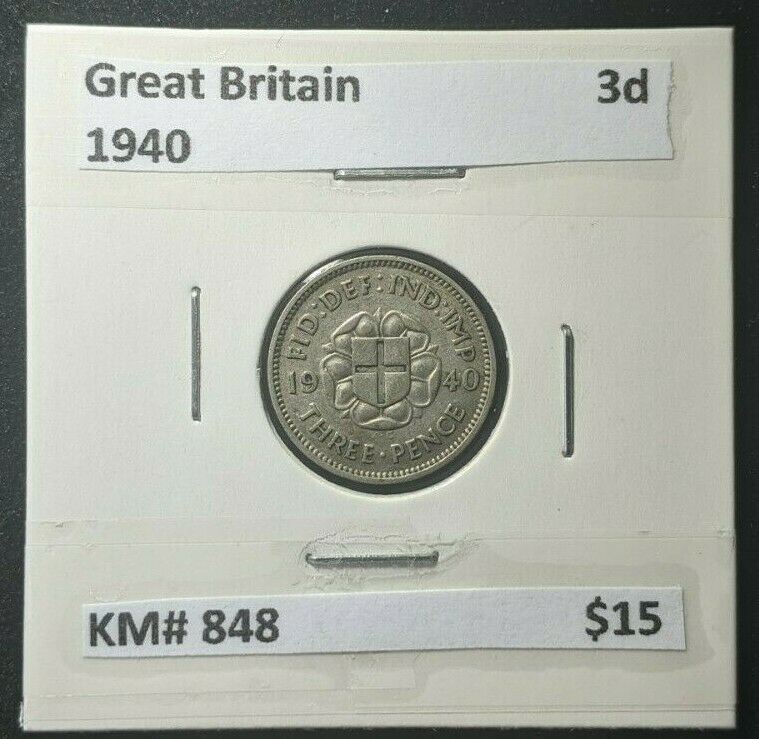 Great Britain 3d
1940
FID:DEF:IND:IMP
19 40
THREE·PENCE
KM# 848 $15